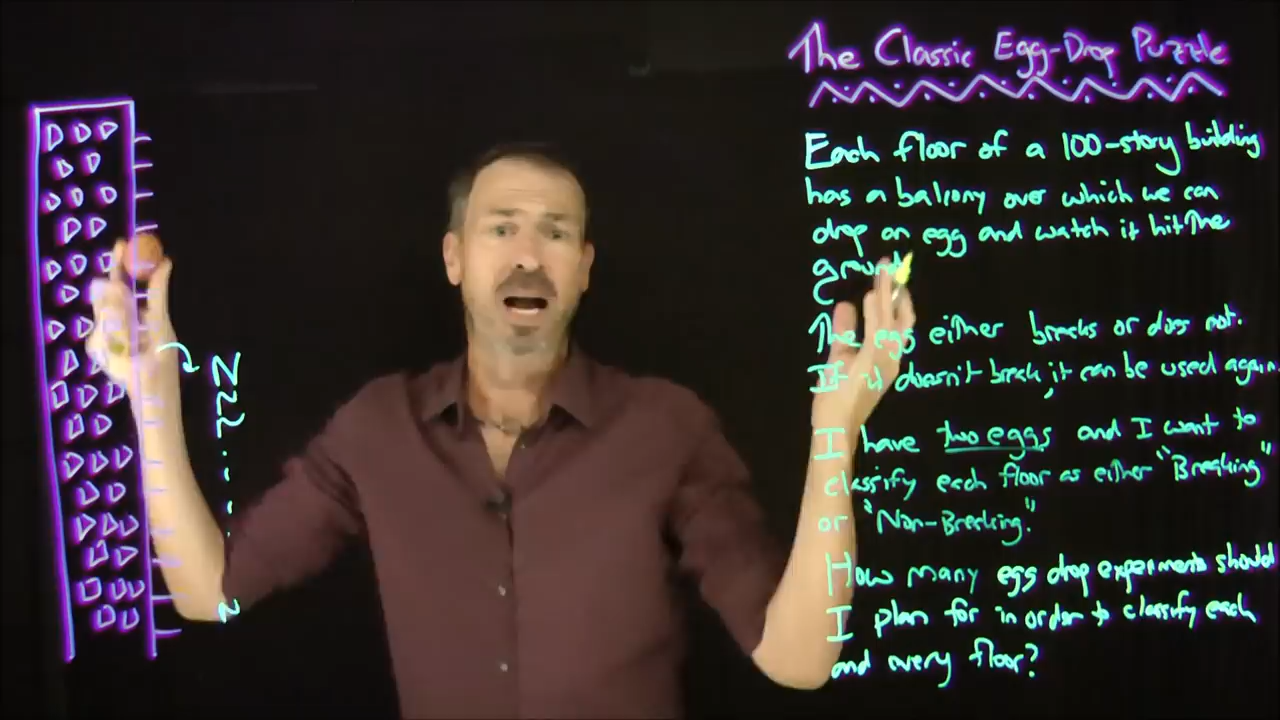 The Classic Egg-Drop Puzzle
Each floor of a 100-story building
has a balcony over which we can
drop an egg and watch it hit the
ground.
The egg either breaks or does not.
If it doesn't break, it can be used again.
I have two eggs and I want to
classify each floor as either "Breaking"
or "Non-Breaking."
How many egg drop experiments should
I plan for in order to classify each
and every floor?